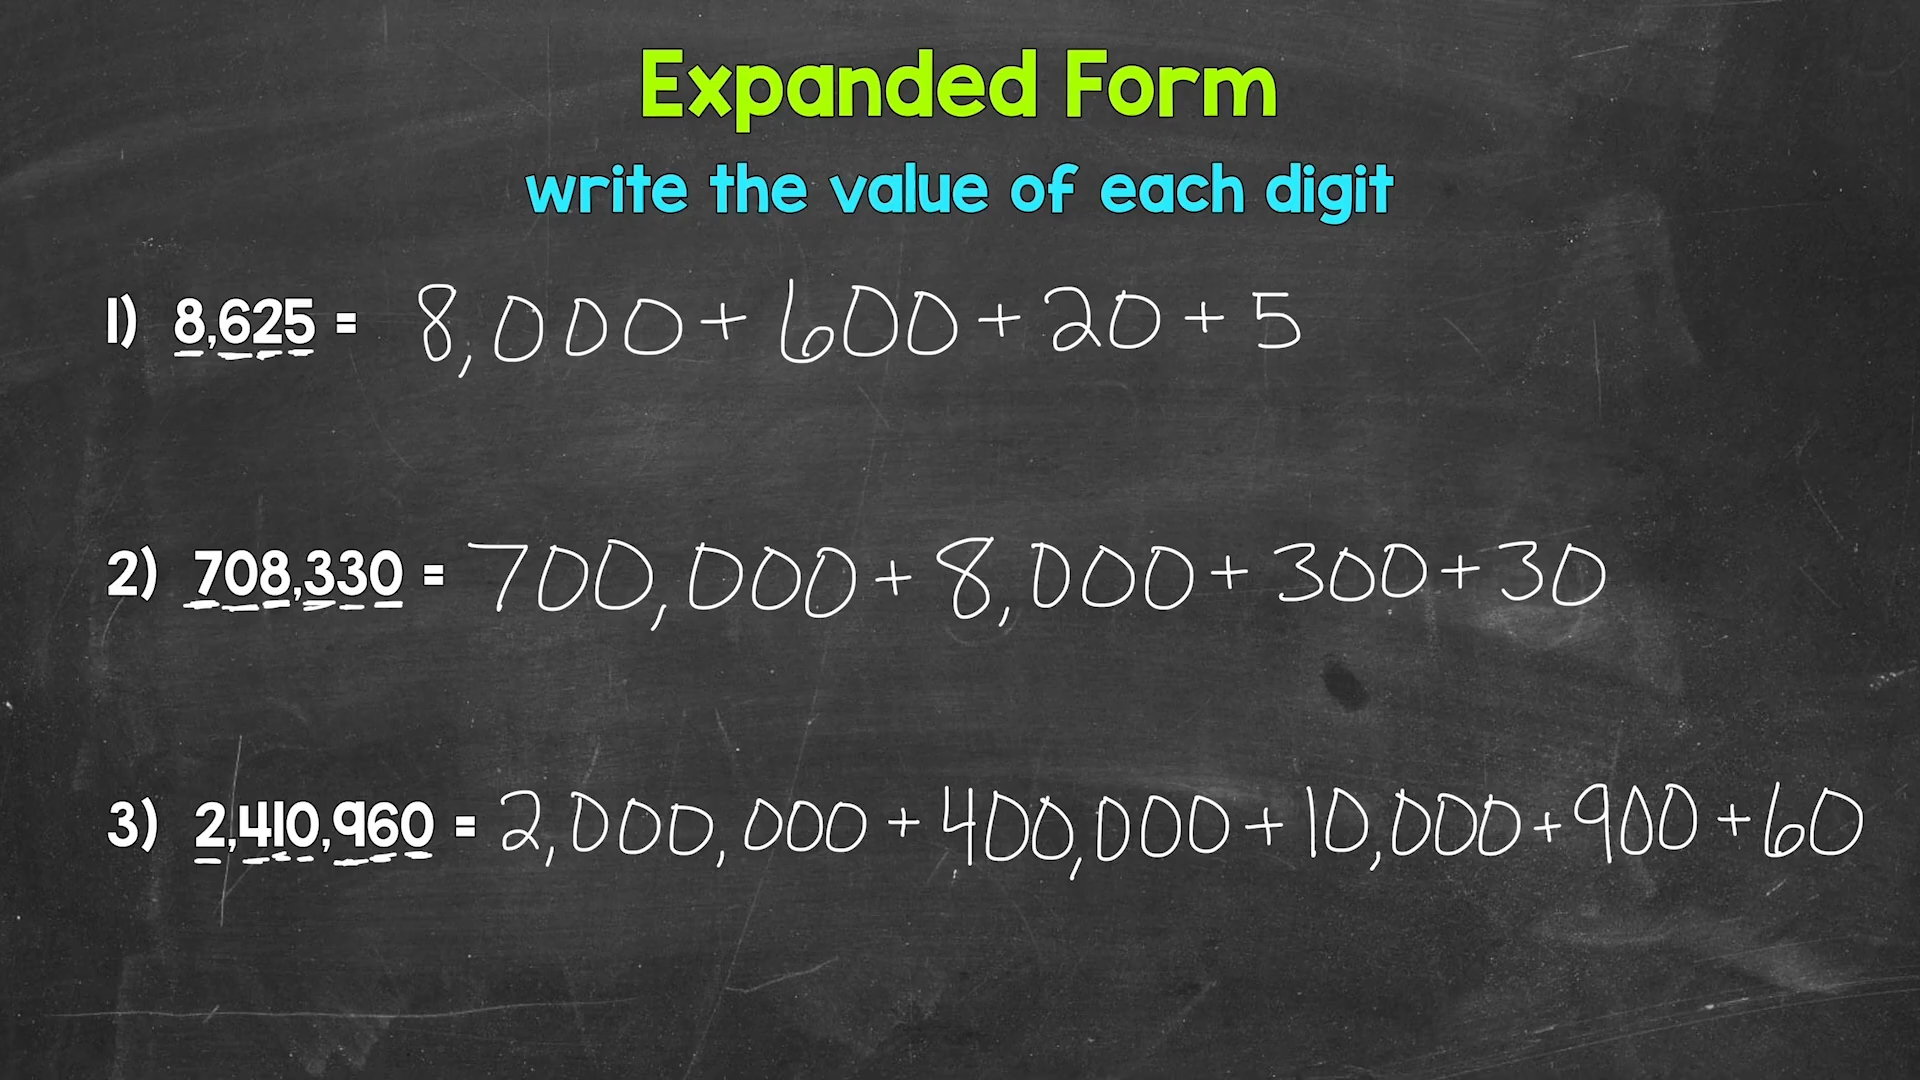 Expanded Form
write the value of each digit
1) 8,625 = 8,000 + 600 + 20 + 5
2) 708,330 = 700,000 + 8,000 + 300 + 30
3) 2,410,960 = 2,000,000 + 400,000 + 10,000 + 900 + 60